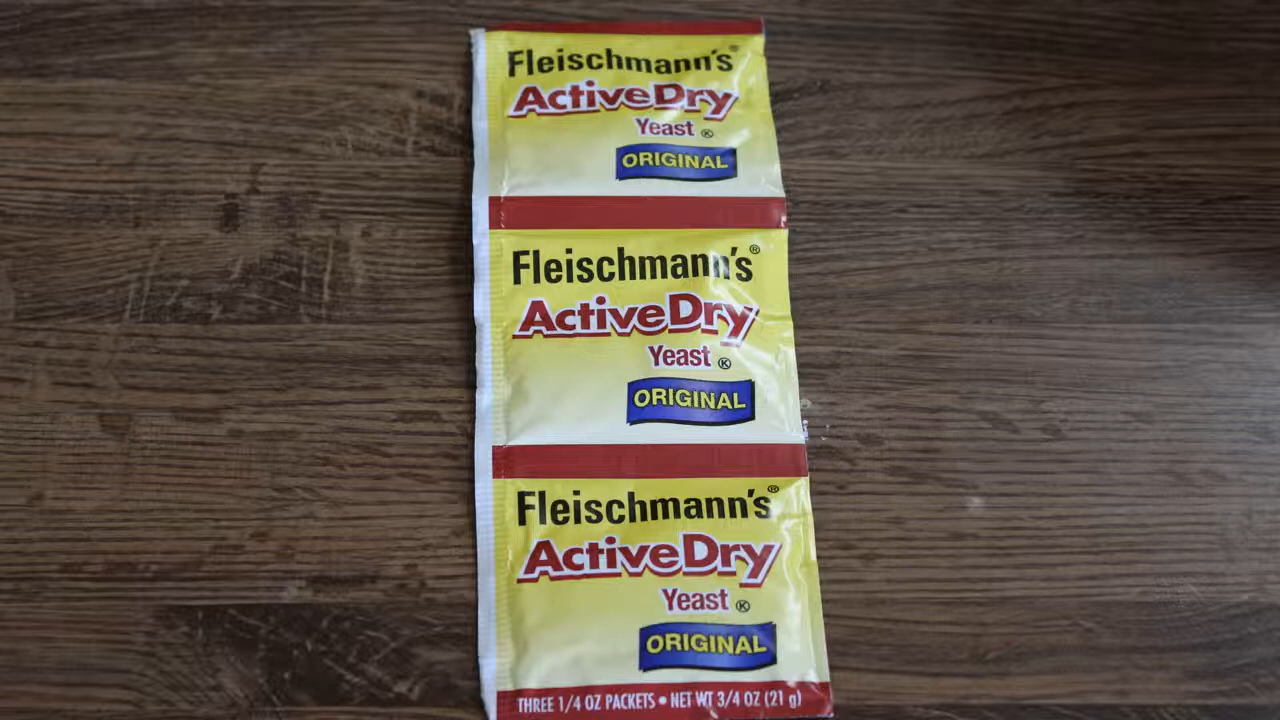 Fleischmann's®
ActiveDry
Yeast Ⓚ
ORIGINAL
Fleischmann's®
ActiveDry
Yeast Ⓚ
ORIGINAL
Fleischmann's®
ActiveDry
Yeast Ⓚ
ORIGINAL
THREE 1/4 OZ PACKETS • NET WT 3/4 OZ (21 g)